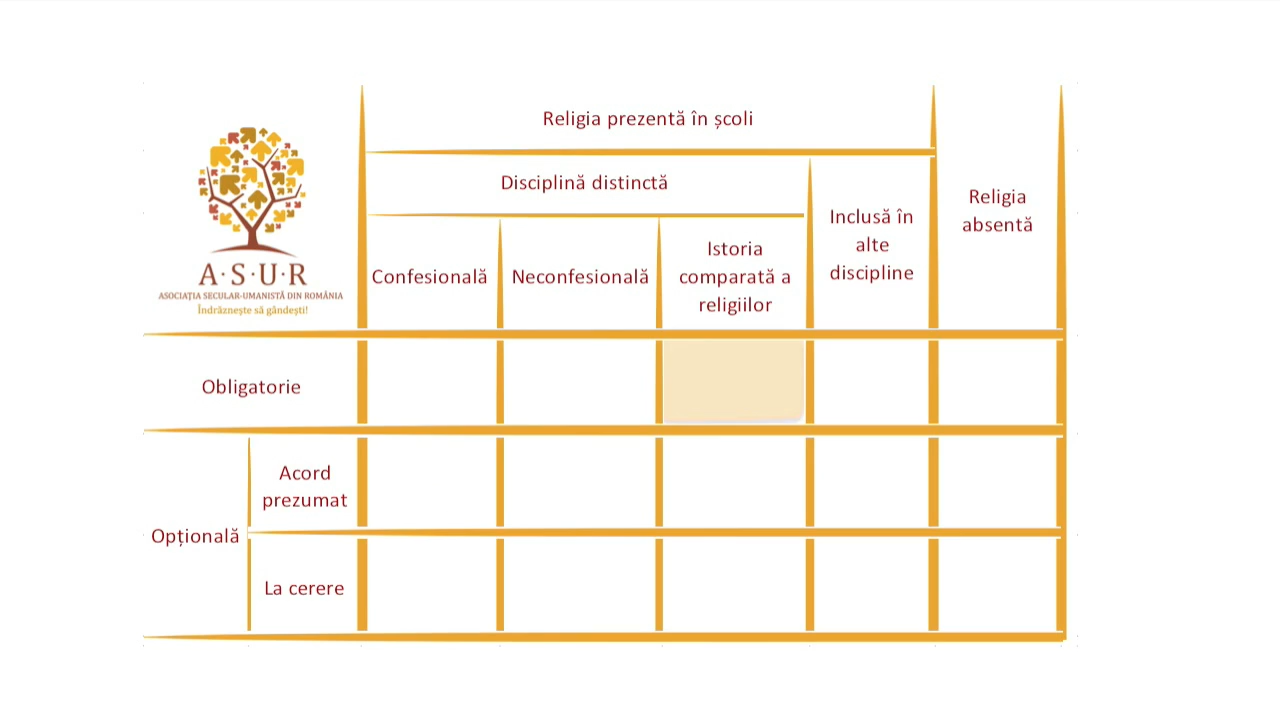 Religia prezentă în școli
Disciplină distinctă
Religia
absentă
Inclusă în
alte
discipline
Confesională
Neconfesională
Istoria
comparată a
religiilor
A·S·U·R
ASOCIAȚIA SECULAR-UMANISTĂ DIN ROMÂNIA
Îndrăznește să gândești!
Obligatorie
Opțională
Acord
prezumat
La cerere